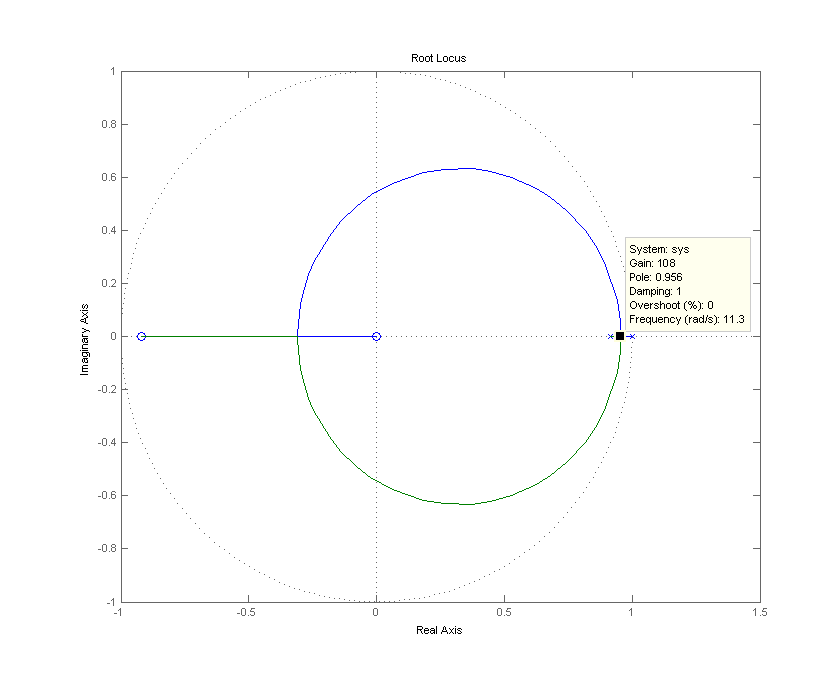 Root Locus
1
0.8
0.6
0.4
0.2
0
-0.2
-0.4
-0.6
-0.8
-1
Imaginary Axis
System: sys
Gain: 108
Pole: 0.956
Damping: 1
Overshoot (%): 0
Frequency (rad/s): 11.3
-1 -0.5 0 0.5 1 1.5
Real Axis